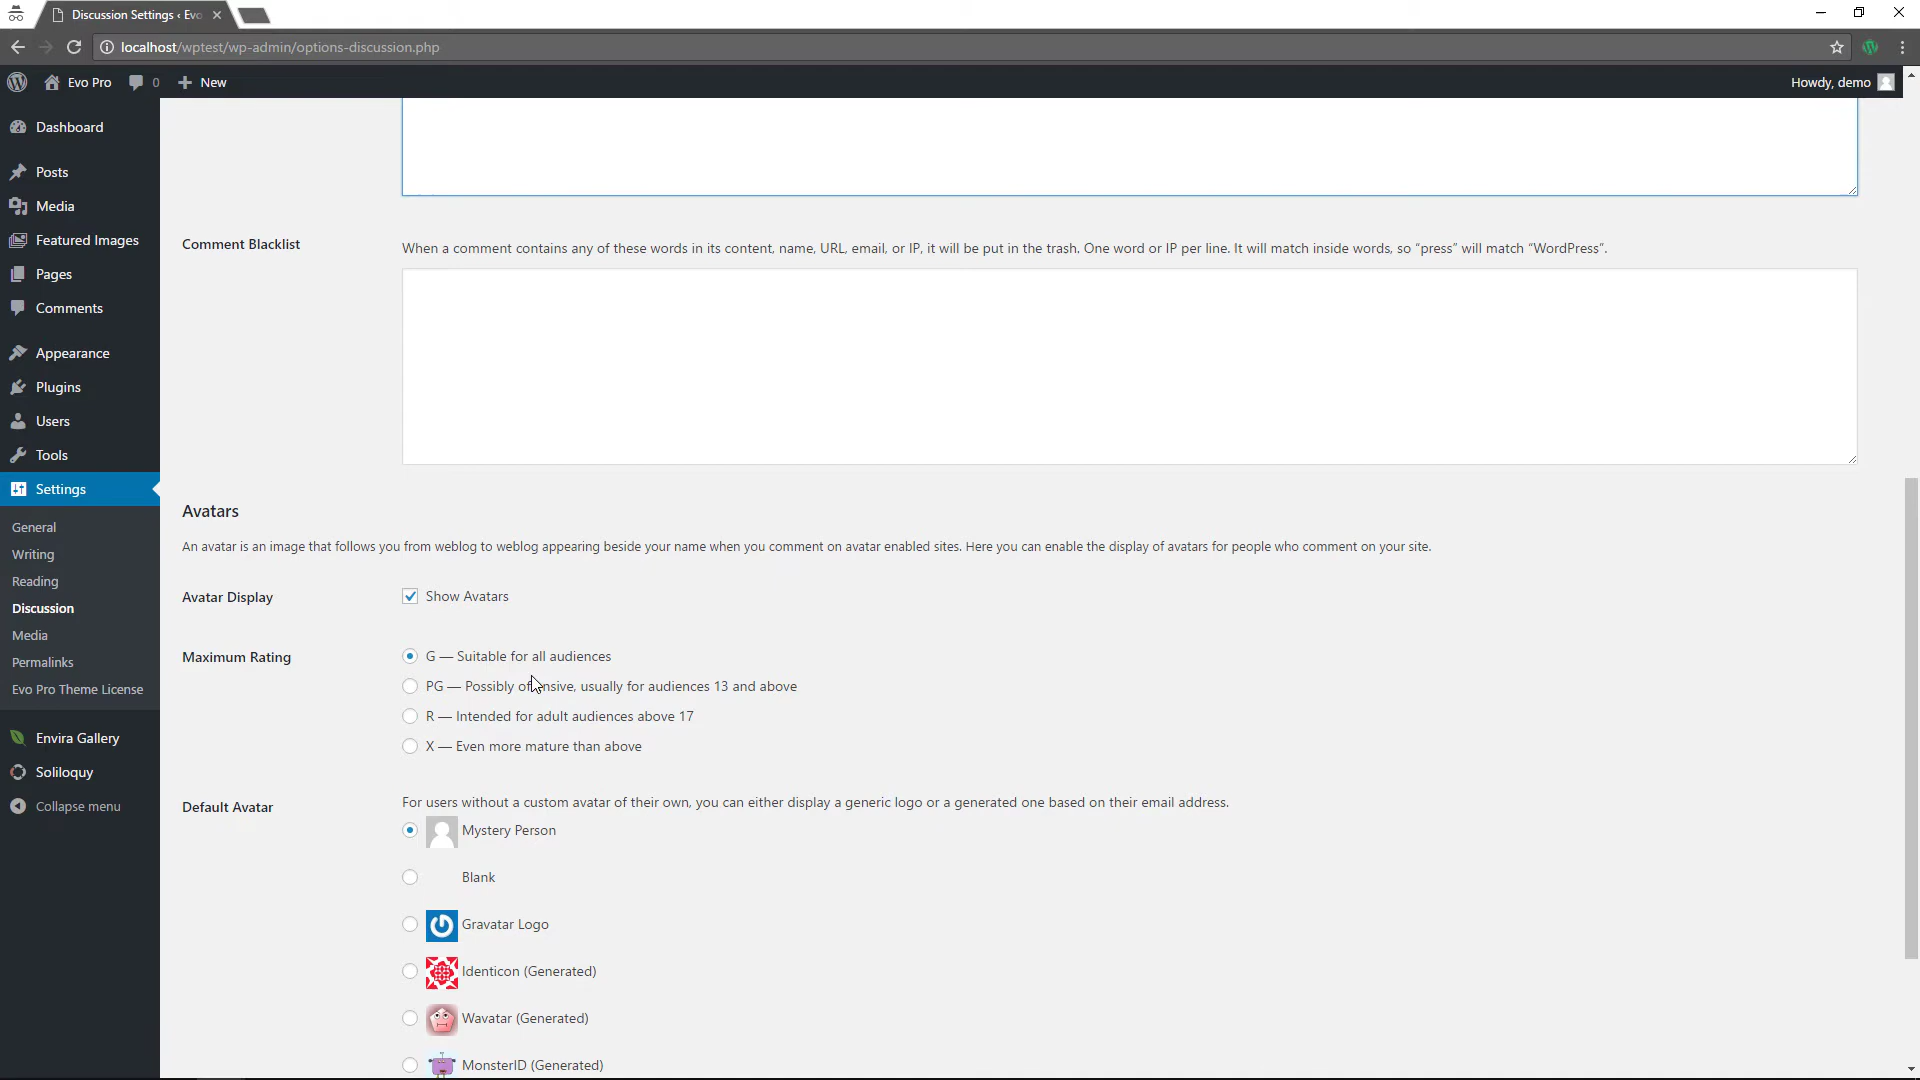 Discussion Settings ‹ Evo
localhost/wptest/wp-admin/options-discussion.php
Evo Pro
0
New
Howdy, demo
Dashboard
Posts
Media
Featured Images
Pages
Comments
Appearance
Plugins
Users
Tools
Settings
General
Writing
Reading
Discussion
Media
Permalinks
Evo Pro Theme License
Envira Gallery
Soliloquy
Collapse menu
Comment Blacklist
When a comment contains any of these words in its content, name, URL, email, or IP, it will be put in the trash. One word or IP per line. It will match inside words, so “press” will match “WordPress”.
Avatars
An avatar is an image that follows you from weblog to weblog appearing beside your name when you comment on avatar enabled sites. Here you can enable the display of avatars for people who comment on your site.
Avatar Display
Show Avatars
Maximum Rating
G — Suitable for all audiences
PG — Possibly offensive, usually for audiences 13 and above
R — Intended for adult audiences above 17
X — Even more mature than above
Default Avatar
For users without a custom avatar of their own, you can either display a generic logo or a generated one based on their email address.
Mystery Person
Blank
Gravatar Logo
Identicon (Generated)
Wavatar (Generated)
MonsterID (Generated)